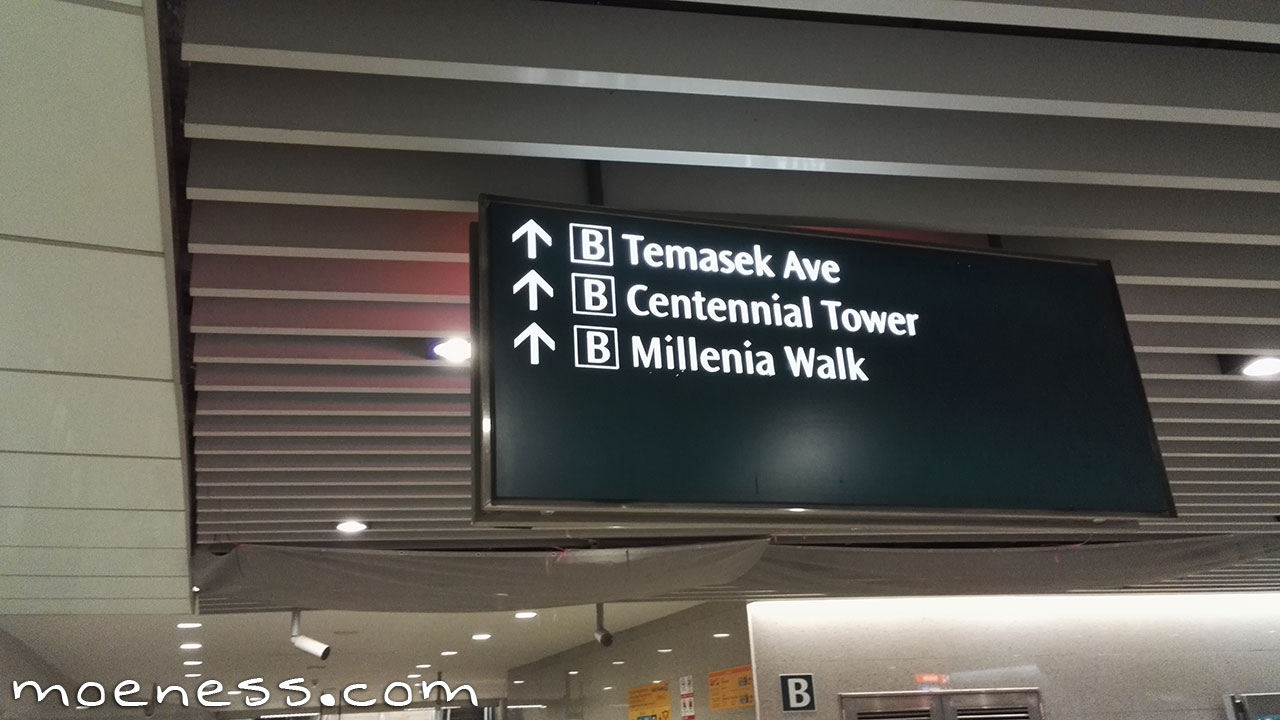 ↑ B Temasek Ave
↑ B Centennial Tower
↑ B Millenia Walk
B
moeness.com